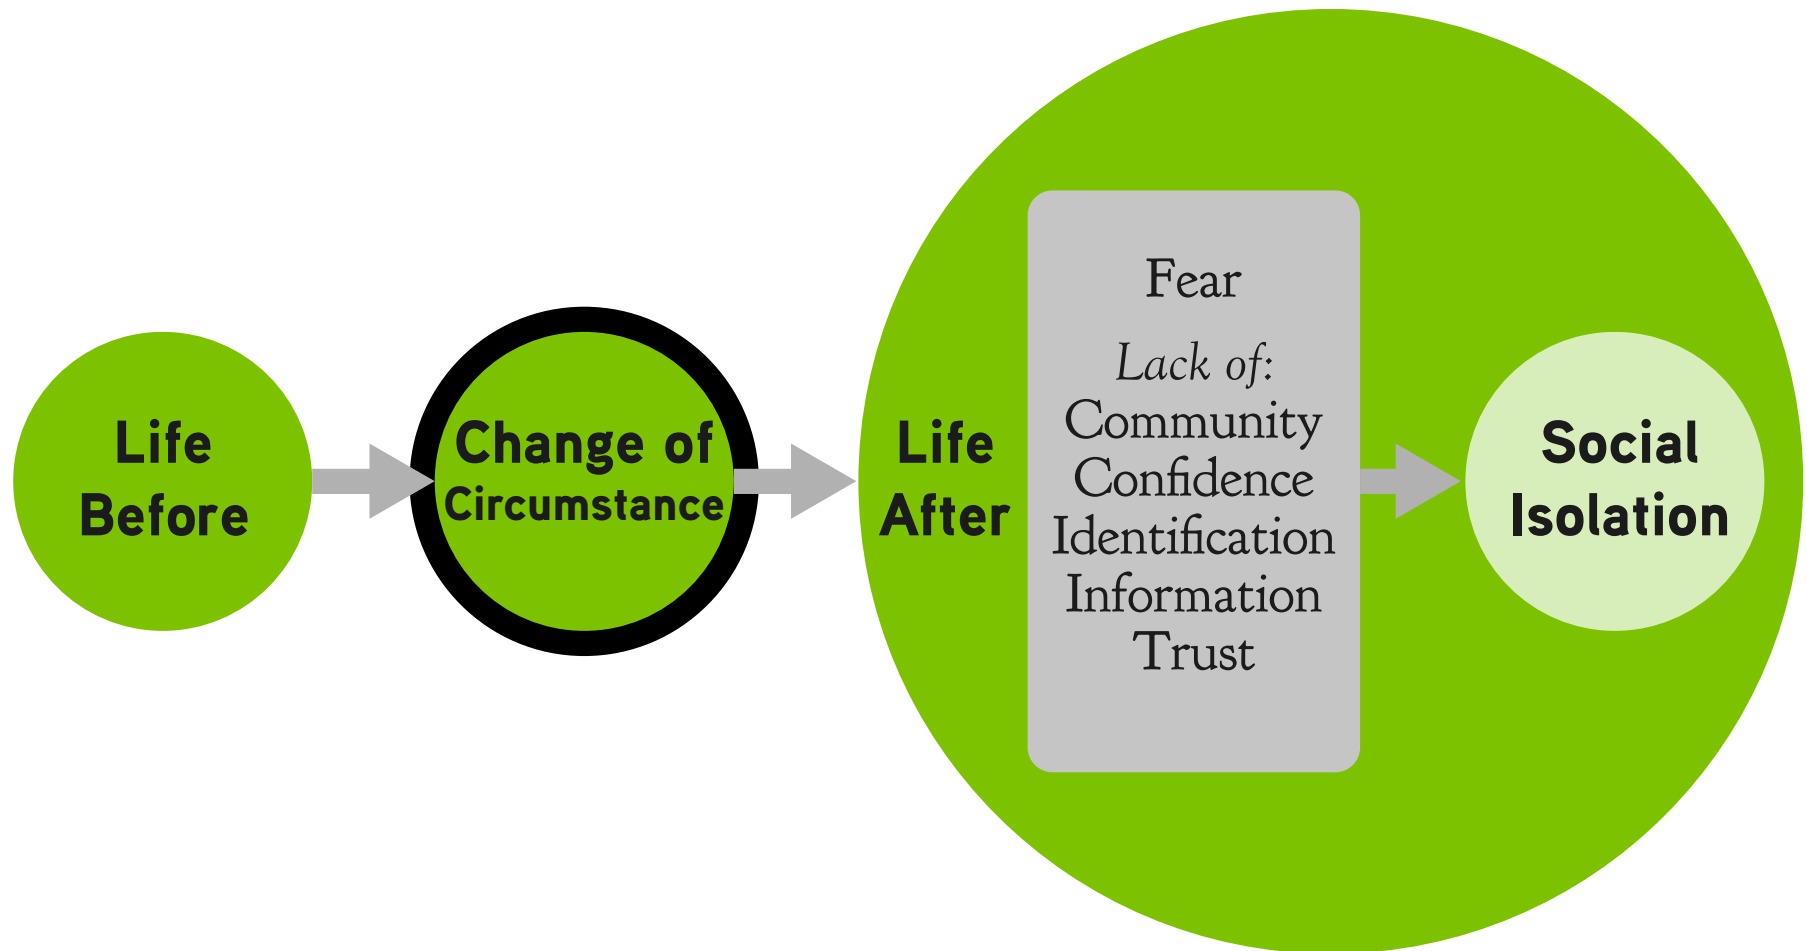 Life
Before
Change of
Circumstance
Life
After
Fear
Lack of:
Community
Confidence
Identification
Information
Trust
Social
Isolation